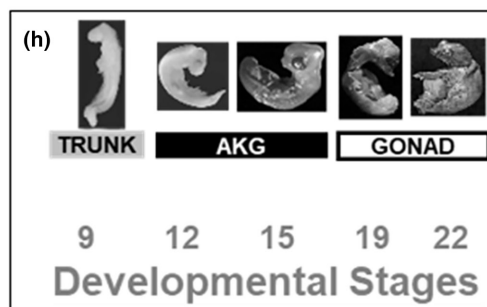 (h)
TRUNK AKG GONAD
9 12 15 19 22
Developmental Stages